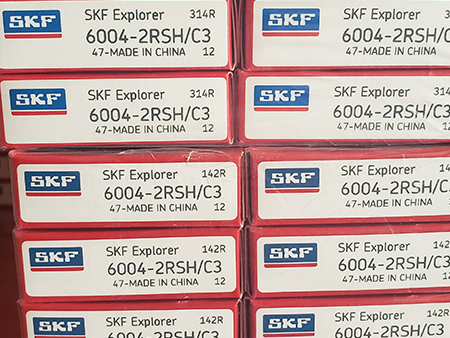 SKF
SKF Explorer 314R
6004-2RSH/C3
47-MADE IN CHINA 12
SKF
SKF Explorer 314
6004-2RSH/C3
47-MADE IN CHINA
SKF
SKF Explorer 314R
6004-2RSH/C3
47-MADE IN CHINA 12
SKF
SKF Explorer 314
6004-2RSH/C3
47-MADE IN CHINA
SKF
SKF Explorer 142R
6004-2RSH/C3
47-MADE IN CHINA 12
SKF
SKF Explorer 142
6004-2RSH/C3
47-MADE IN CHINA
SKF
SKF Explorer 142R
6004-2RSH/C3
47-MADE IN CHINA 12
SKF
SKF Explorer 142
6004-2RSH/C3
47-MADE IN CHINA
SKF
SKF Explorer 142R
6004-2RSH/C3
SKF
SKF Explorer 142
6004-2RSH/C3